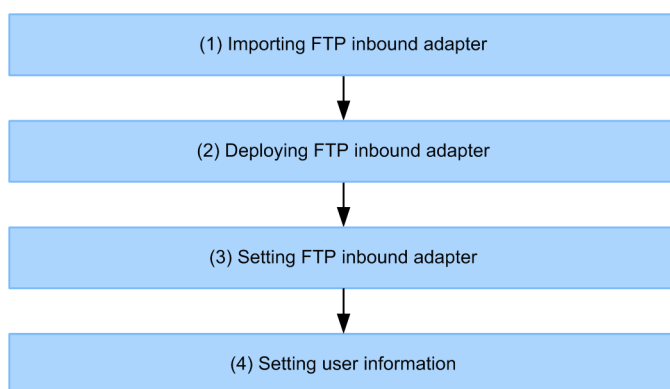 (1) Importing FTP inbound adapter
(2) Deploying FTP inbound adapter
(3) Setting FTP inbound adapter
(4) Setting user information